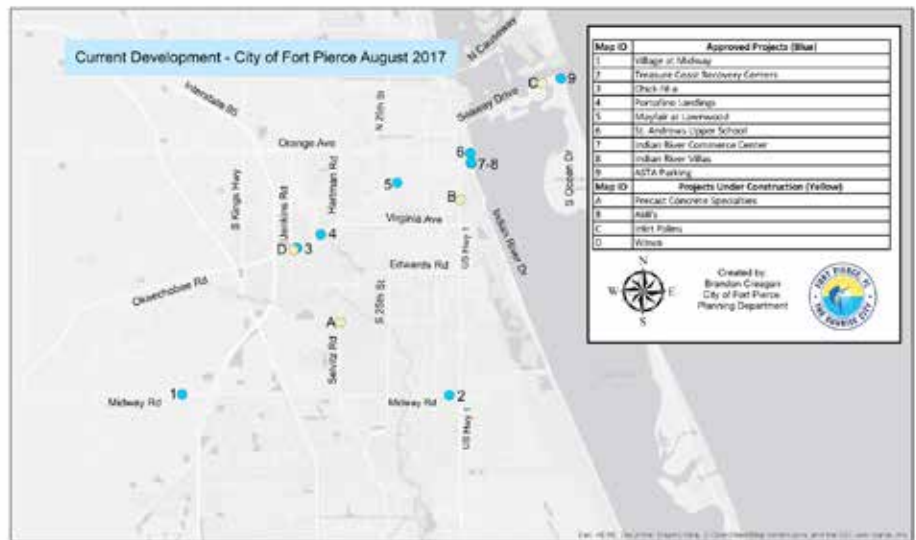 Current Development - City of Fort Pierce August 2017
N Causeway
Seaway Drive
C
9
Interstate 95
N 25th St
Orange Ave
Hartman Rd
S Kings Hwy
Jenkins Rd
6
7-8
5
B
S Ocean Dr
Virginia Ave
4
D
3
Edwards Rd
US Hwy 1
Indian River Dr
Okeechobee Rd
S 25th St
A
Selvitz Rd
1
Midway Rd
Midway Rd
2
US Hwy 1
Map ID Approved Projects (Blue)
1 Village at Midway
2 Treasure Coast Recovery Centers
3 Chick-fil-a
4 Portofino Landings
5 Mayfair at Lawnwood
6 St. Andrews Upper School
7 Indian River Commerce Center
8 Indian River Villas
9 ASTA Parking
Map ID Projects Under Construction (Yellow)
A Precast Concrete Specialties
B
C Inlet Palms
D Wawa
N
W E
S
Created by:
Brandon Creagan
City of Fort Pierce
Planning Department
FORT PIERCE, FL
THE SUNRISE CITY